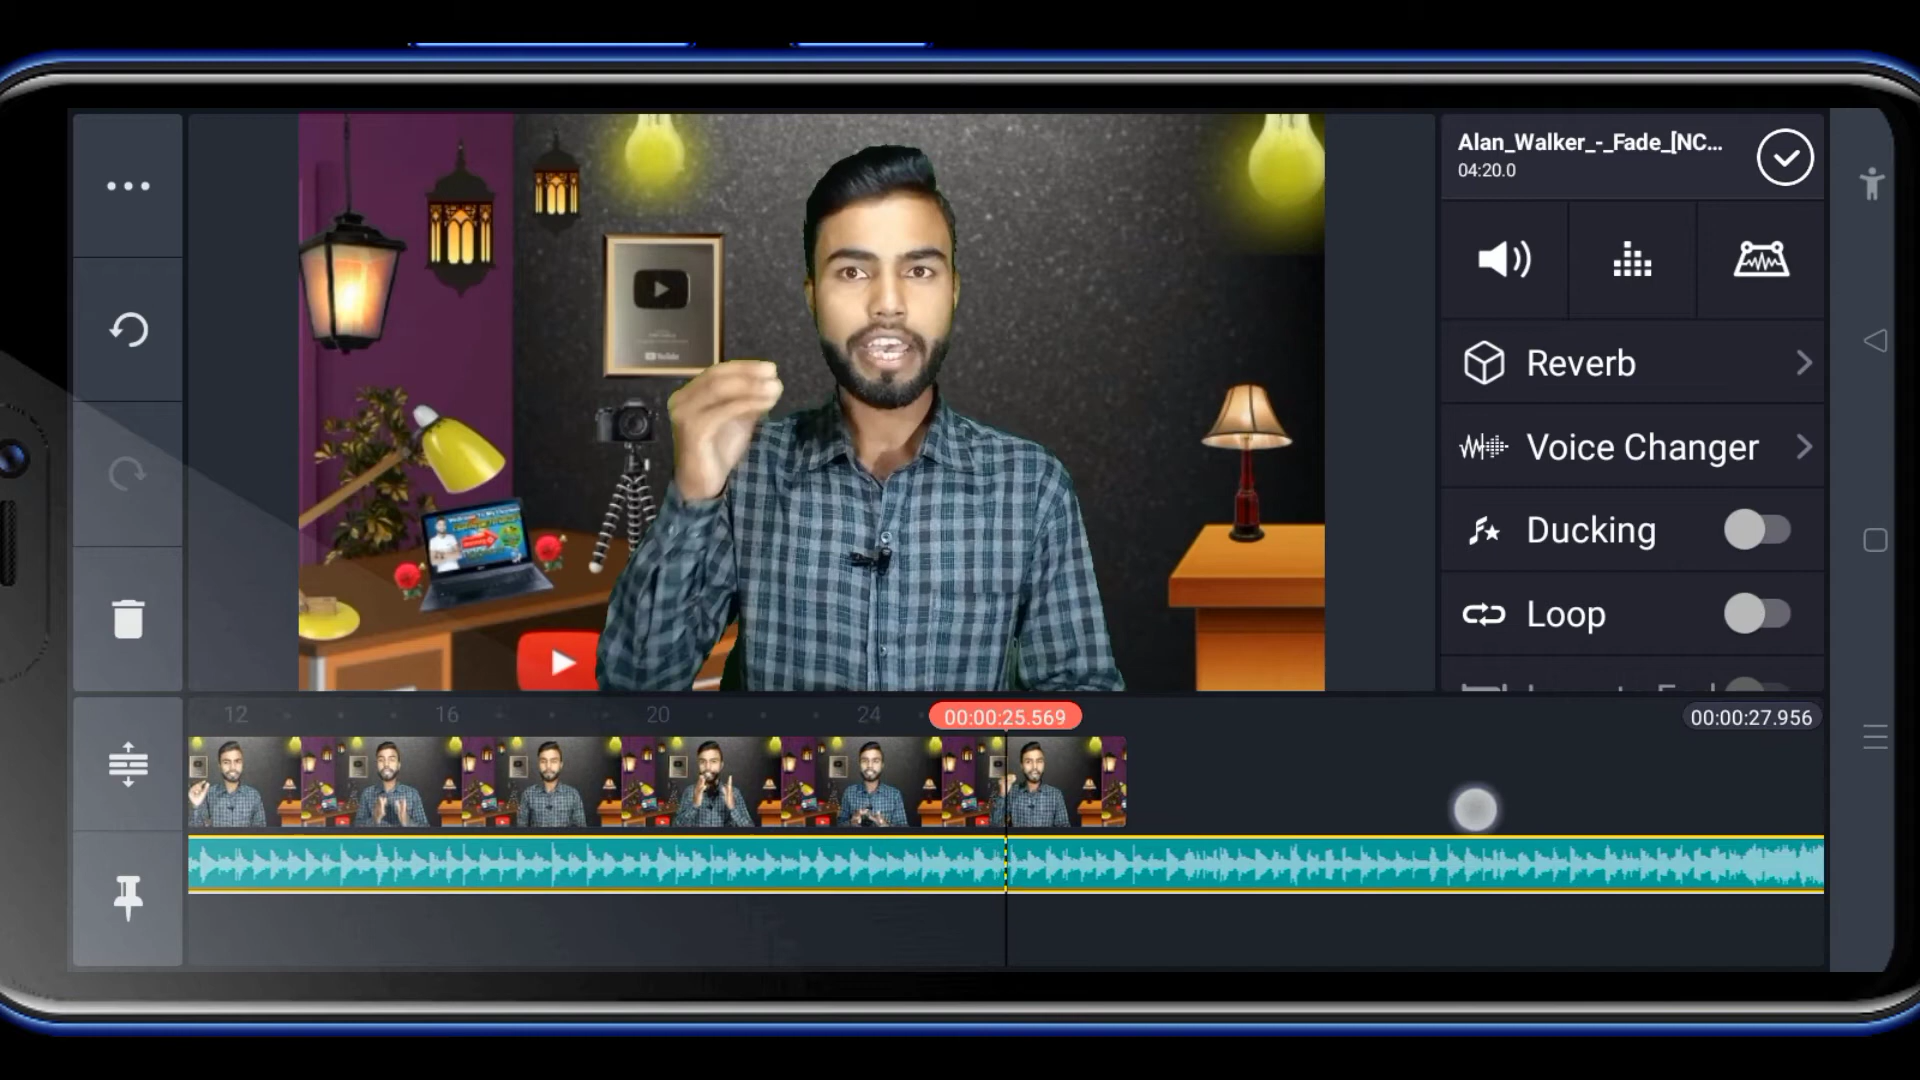 Alan_Walker_-_Fade_[NC...
04:20.0
Reverb
Voice Changer
Ducking
Loop
12
16
20
24
00:00:25.569
00:00:27.956